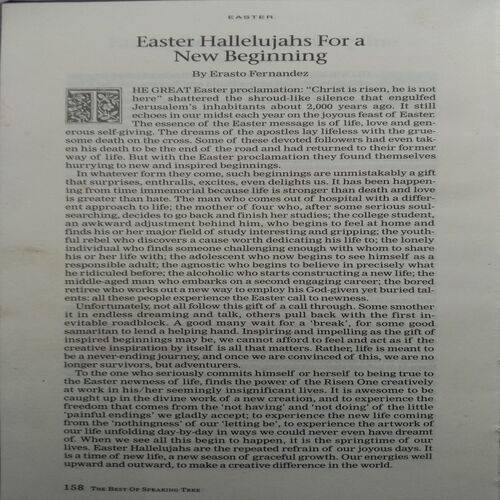 EASTER
Easter Hallelujahs For a
New Beginning
By Erasto Fernandez
THE GREAT Easter proclamation: "Christ is risen, he is not
here" shattered the shroud-like silence that engulfed
Jerusalem's inhabitants about 2,000 years ago. It still
echoes in our midst each year on the joyous feast of Easter.
The essence of the Easter message is of life, love and gen-
erous self-giving. The dreams of the apostles lay lifeless with the grue-
some death on the cross. Some of these devoted followers had even tak-
en his death to be the end of the road and had returned to their former
way of life. But with the Easter proclamation they found themselves
hurrying to new and inspired beginnings.
In whatever form they come, such beginnings are unmistakably a gift
that surprises, enthralls, excites, even delights us. It has been happen-
ing from time immemorial because life is stronger than death and love
is greater than hate. The man who comes out of hospital with a differ-
ent approach to life; the mother of four who, after some serious soul-
searching, decides to go back and finish her studies; the college student,
an awkward adjustment behind him, who begins to feel at home and
finds his or her major field of study interesting and gripping; the youth-
ful rebel who discovers a cause worth dedicating his life to; the lonely
individual who finds someone challenging enough with whom to share
his or her life with; the adolescent who now begins to see himself as a
responsible adult; the agnostic who begins to believe in precisely what
he ridiculed before; the alcoholic who starts constructing a new life; the
middle-aged man who embarks on a second engaging career; the bored
retiree who works out a new way to employ his God-given yet buried tal-
ents: all these people experience the Easter call to newness.
Unfortunately, not all follow this gift of a call through. Some smother
it in endless dreaming and talk, others pull back with the first in-
evitable roadblock. A good many wait for a 'break', for some good
samaritan to lend a helping hand. Inspiring and impelling as the gift of
inspired beginnings may be, we cannot afford to feel and act as if the
creative inspiration by itself is all that matters. Rather, life is meant to
be a never-ending journey, and once we are convinced of this, we are no
longer survivors, but adventurers.
To the one who seriously commits himself or herself to being true to
the Easter newness of life, finds the power of the Risen One creatively
at work in his/her seemingly insignificant lives. It is awesome to be
caught up in the divine work of a new creation, and to experience the
freedom that comes from the 'not having' and 'not doing' of the little
'painful endings' we gladly accept; to experience the new life coming
from the 'nothingness' of our 'letting be', to experience the artwork of
our life unfolding day-by-day in ways we could never even have dreamt
of. When we see all this begin to happen, it is the springtime of our
lives. Easter Hallelujahs are the repeated refrain of our joyous days. It
is a time of new life, a new season of graceful growth. Our energies well
upward and outward, to make a creative difference in the world.
158 THE BEST OF SPEAKING TREE